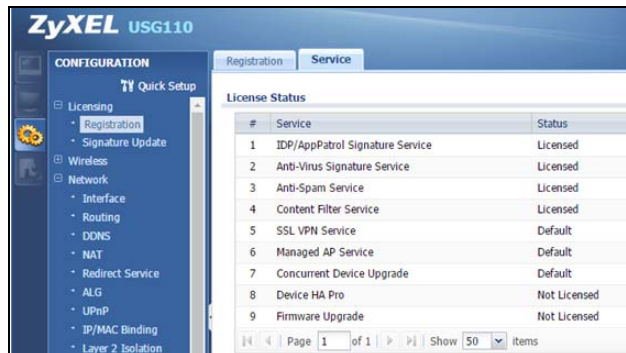 ZyXEL USG110
CONFIGURATION
Quick Setup
Licensing
Registration
Signature Update
Wireless
Network
Interface
Routing
DDNS
NAT
Redirect Service
ALG
UPnP
IP/MAC Binding
Layer 2 Isolation
Registration Service
License Status
# Service Status
1 IDP/AppPatrol Signature Service Licensed
2 Anti-Virus Signature Service Licensed
3 Anti-Spam Service Licensed
4 Content Filter Service Licensed
5 SSL VPN Service Default
6 Managed AP Service Default
7 Concurrent Device Upgrade Default
8 Device HA Pro Not Licensed
9 Firmware Upgrade Not Licensed
Page 1 of 1 Show 50 items